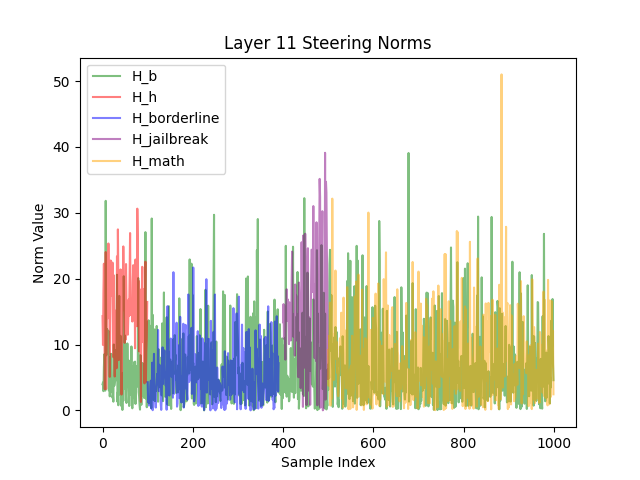 Layer 11 Steering Norms
H_b
H_h
H_borderline
H_jailbreak
H_math
50
40
30
20
10
0
Norm Value
0 200 400 600 800 1000
Sample Index